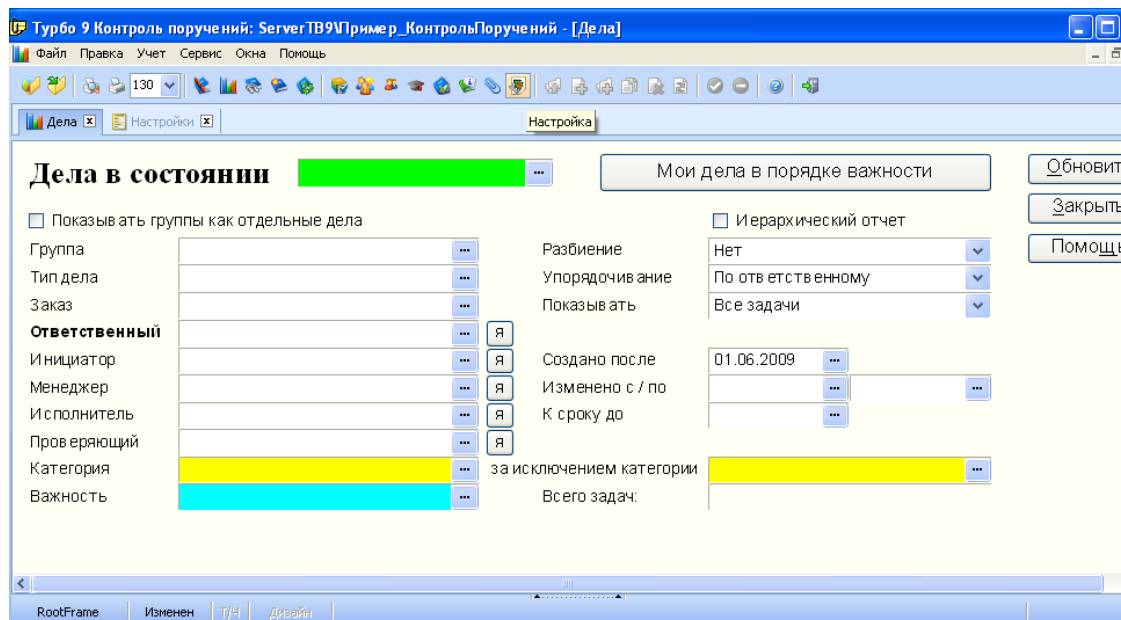 Турбо 9 Контроль поручений: ServerTB9\Пример_КонтрольПоручений - [Дела]
Файл Правка Учет Сервис Окна Помощь
130
Дела Настройки Настройка
Дела в состоянии Мои дела в порядке важности Обновит
Закрыть
Показывать группы как отдельные дела Иерархический отчет
Группа Разбиение Нет Помощь
Тип дела Упорядочивание По ответственному
Заказ Показывать Все задачи
Ответственный Я
Инициатор Я Создано после 01.06.2009
Менеджер Я Изменено с / по
Исполнитель Я К сроку до
Проверяющий Я
Категория за исключением категории
Важность Всего задач:
RootFrame Изменен Т/Ч Дизайн